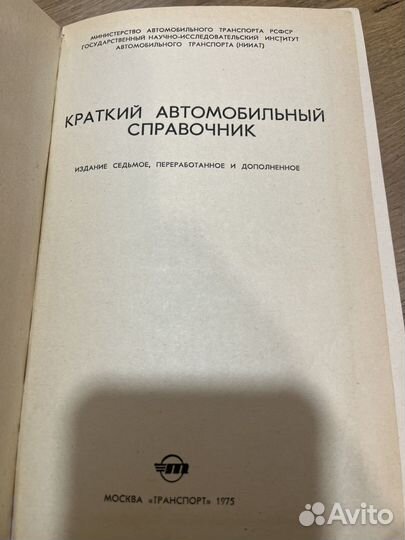 МИНИСТЕРСТВО АВТОМОБИЛЬНОГО ТРАНСПОРТА РСФСР
ГОСУДАРСТВЕННЫЙ НАУЧНО-ИССЛЕДОВАТЕЛЬСКИЙ ИНСТИТУТ
АВТОМОБИЛЬНОГО ТРАНСПОРТА (НИИАТ)
КРАТКИЙ АВТОМОБИЛЬНЫЙ
СПРАВОЧНИК
ИЗДАНИЕ СЕДЬМОЕ, ПЕРЕРАБОТАННОЕ И ДОПОЛНЕННОЕ
т
МОСКВА «ТРАНСПОРТ» 1975
Avito